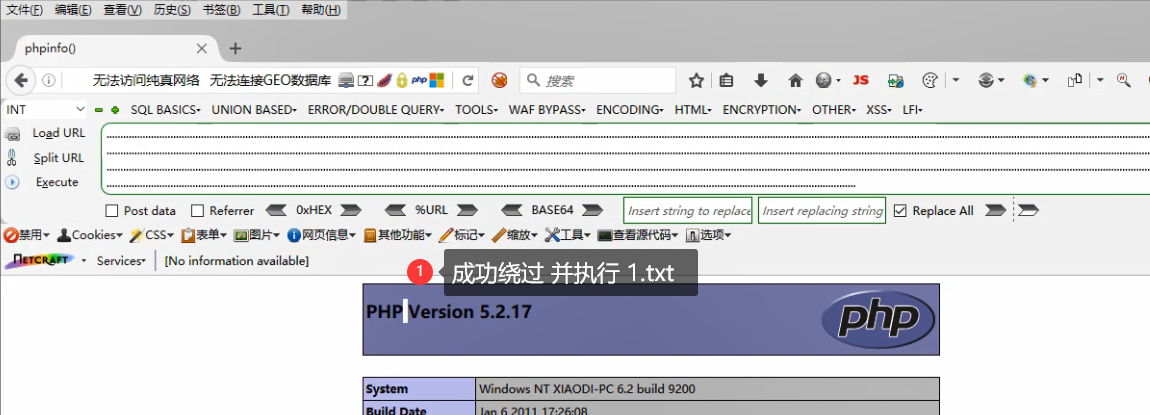 文件(F) 编辑(E) 查看(V) 历史(S) 书签(B) 工具(T) 帮助(H)
phpinfo()
无法访问纯真网络 无法连接GEO数据库 php 搜索 JS
INT SQL BASICS UNION BASED ERROR/DOUBLE QUERY TOOLS WAF BYPASS ENCODING HTML ENCRYPTION OTHER XSS LFI
Load URL
Split URL
Execute
Post data Referrer 0xHEX %URL BASE64 Insert string to replace Insert replacing string Replace All
禁用 Cookies CSS 表单 图片 网页信息 其他功能 标记 缩放 工具 查看源代码 选项
NETCRAFT Services [No information available]
1 成功绕过 并执行 1.txt
PHP Version 5.2.17 php
System Windows NT XIAODI-PC 6.2 build 9200
Build Date Jan 6 2011 17:26:08